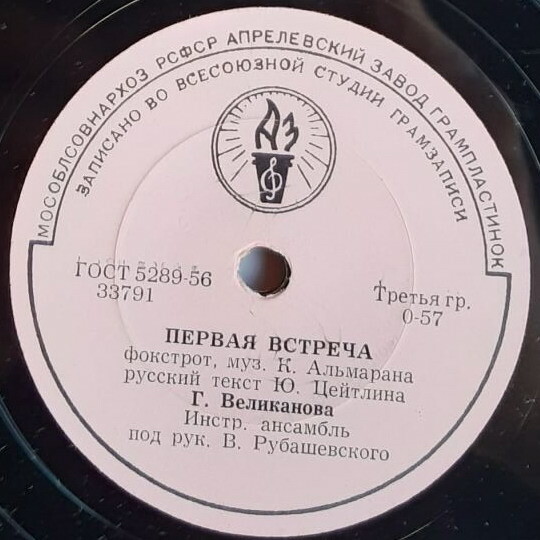 МОСОБЛСОВНАРХОЗ РСФСР АПРЕЛЕВСКИЙ ЗАВОД ГРАМПЛАСТИНОК
ЗАПИСАНО ВО ВСЕСОЮЗНОЙ СТУДИИ ГРАМЗАПИСИ
АЗ
ГОСТ 5289-56
33791
Третья гр.
0-57
ПЕРВАЯ ВСТРЕЧА
фокстрот, муз. К. Альмарана
русский текст Ю. Цейтлина
Г. Великанова
Инстр. ансамбль
под рук. В. Рубашевского